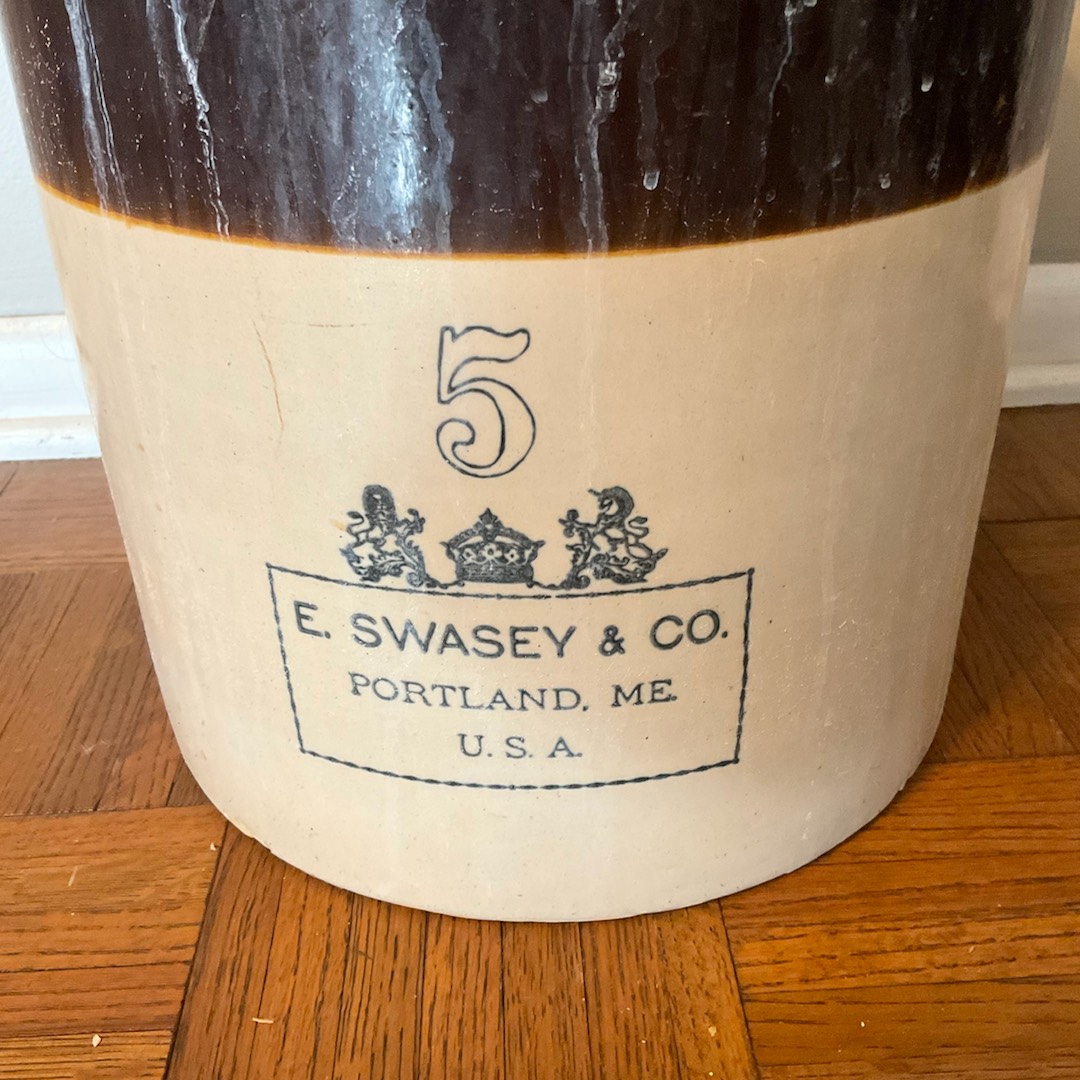 5
E. SWASEY & CO.
PORTLAND, ME.
U. S. A.